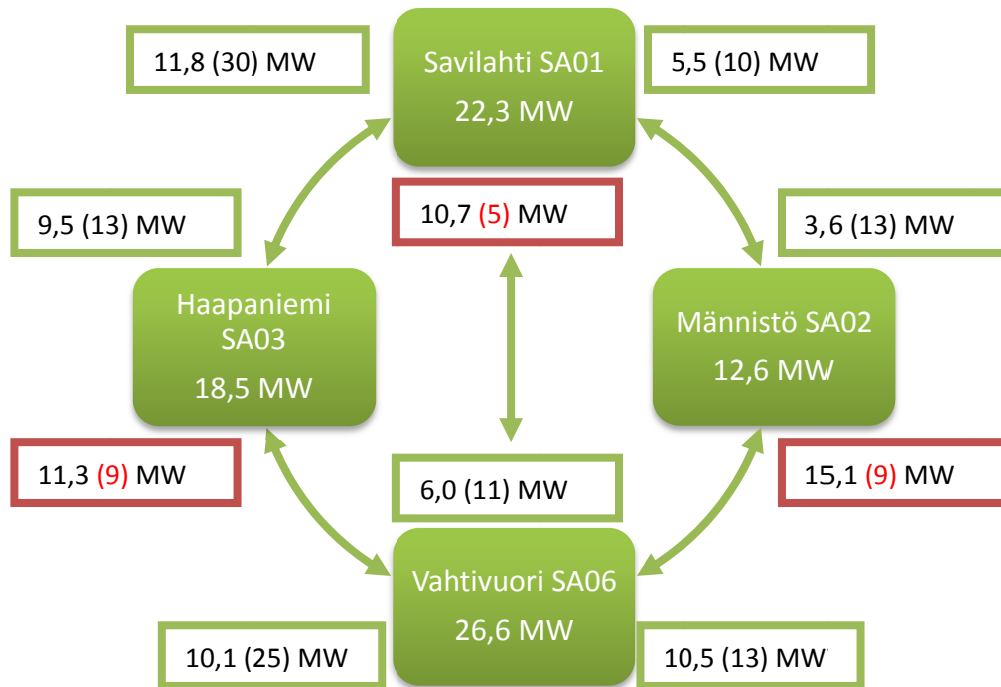 11,8 (30) MW
Savilahti SA01
22,3 MW
5,5 (10) MW
9,5 (13) MW
10,7 (5) MW
3,6 (13) MW
Haapaniemi
SA03
18,5 MW
Männistö SA02
12,6 MW
11,3 (9) MW
6,0 (11) MW
15,1 (9) MW
Vahtivuori SA06
26,6 MW
10,1 (25) MW
10,5 (13) MW